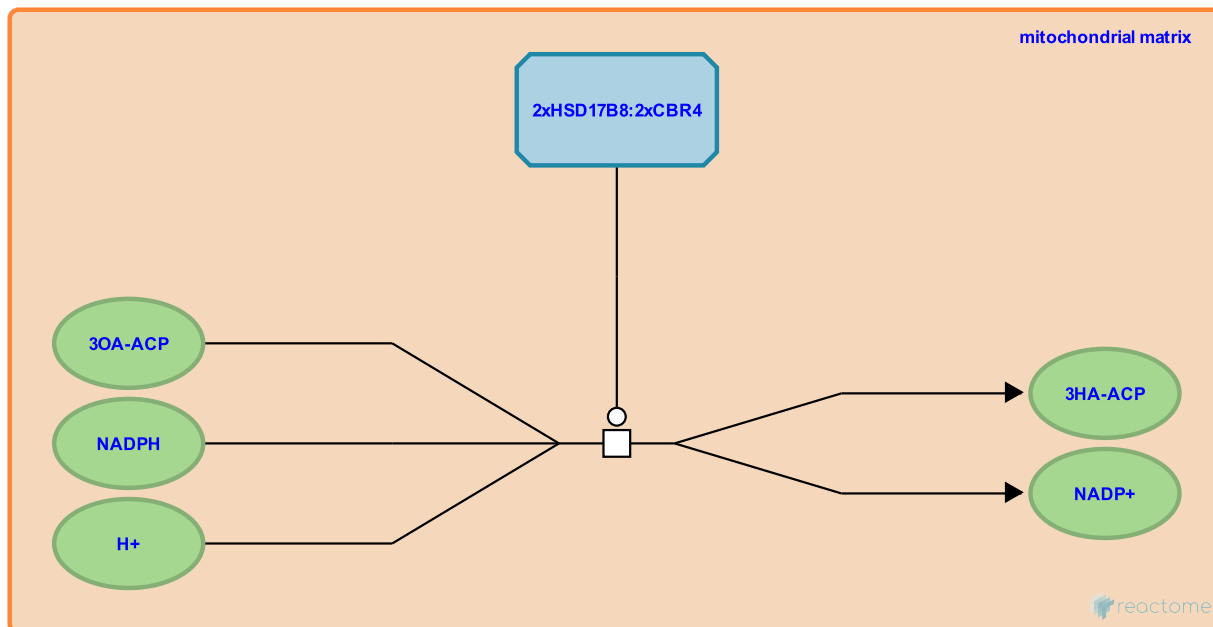 mitochondrial matrix
2xHSD17B8:2xCBR4
3OA-ACP
NADPH
H+
3HA-ACP
NADP+
reactome